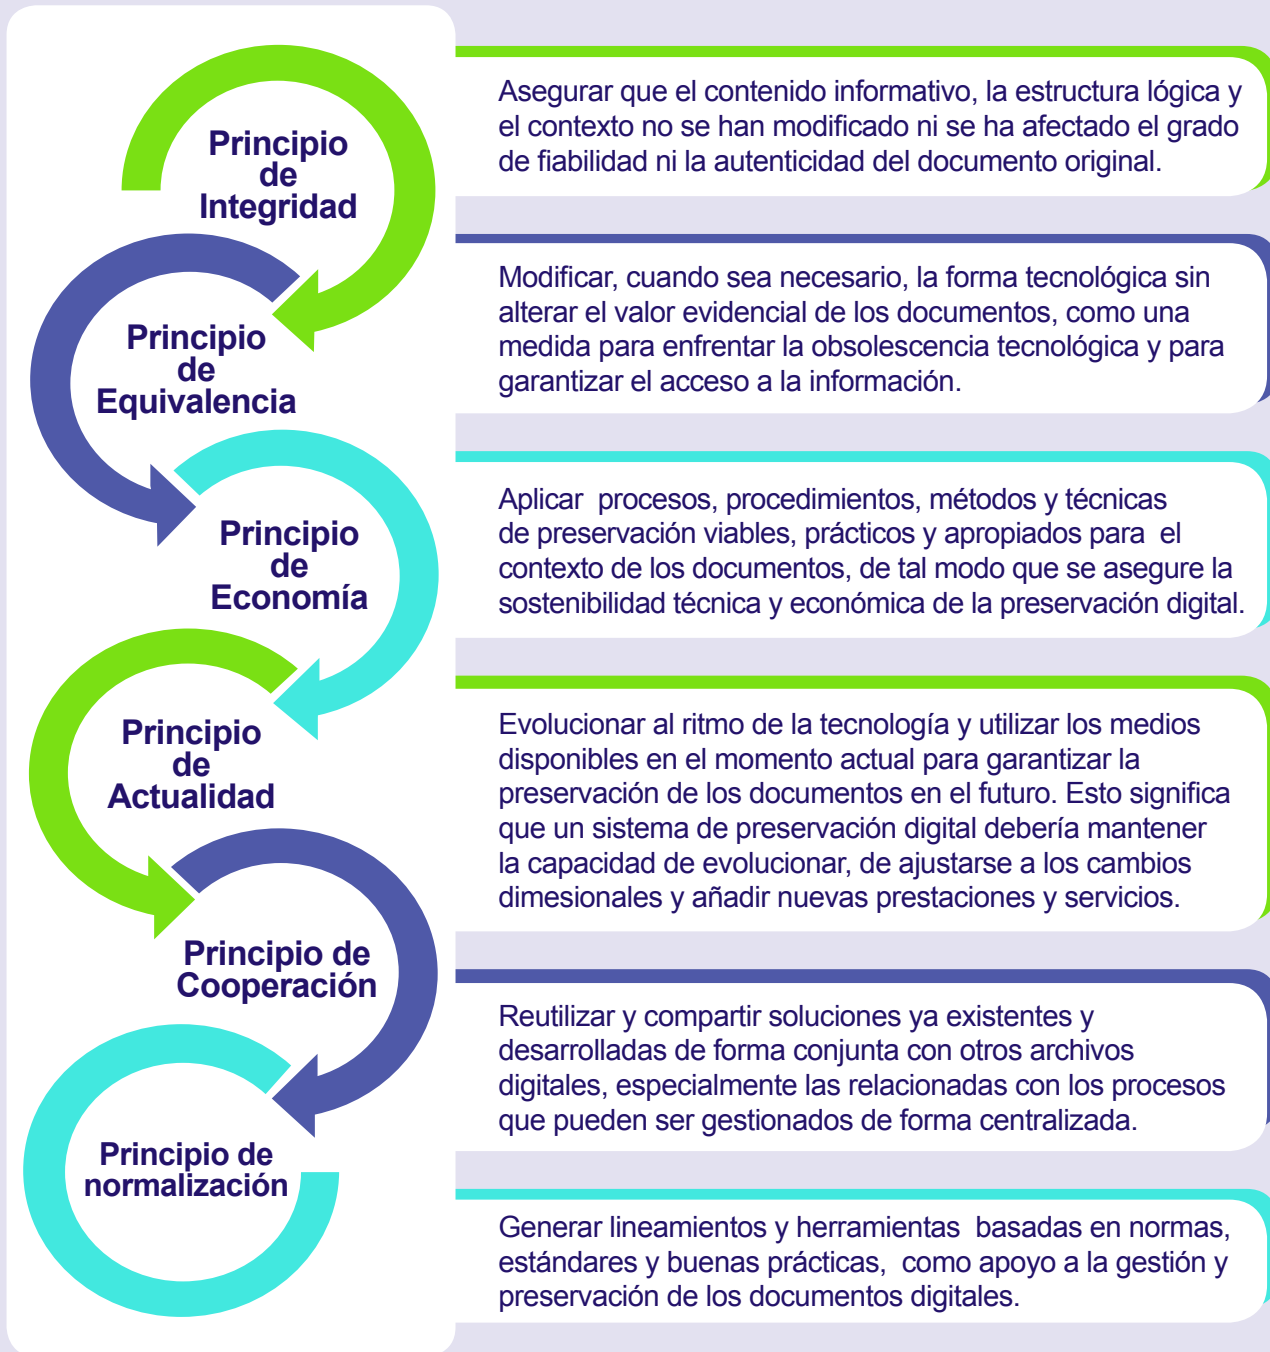 Principio
de
Integridad
Asegurar que el contenido informativo, la estructura lógica y
el contexto no se han modificado ni se ha afectado el grado
de fiabilidad ni la autenticidad del documento original.
Principio
de
Equivalencia
Modificar, cuando sea necesario, la forma tecnológica sin
alterar el valor evidencial de los documentos, como una
medida para enfrentar la obsolescencia tecnológica y para
garantizar el acceso a la información.
Principio
de
Economía
Aplicar procesos, procedimientos, métodos y técnicas
de preservación viables, prácticos y apropiados para el
contexto de los documentos, de tal modo que se asegure la
sostenibilidad técnica y económica de la preservación digital.
Principio
de
Actualidad
Evolucionar al ritmo de la tecnología y utilizar los medios
disponibles en el momento actual para garantizar la
preservación de los documentos en el futuro. Esto significa
que un sistema de preservación digital debería mantener
la capacidad de evolucionar, de ajustarse a los cambios
dimesionales y añadir nuevas prestaciones y servicios.
Principio de
Cooperación
Reutilizar y compartir soluciones ya existentes y
desarrolladas de forma conjunta con otros archivos
digitales, especialmente las relacionadas con los procesos
que pueden ser gestionados de forma centralizada.
Principio de
normalización
Generar lineamientos y herramientas basadas en normas,
estándares y buenas prácticas, como apoyo a la gestión y
preservación de los documentos digitales.